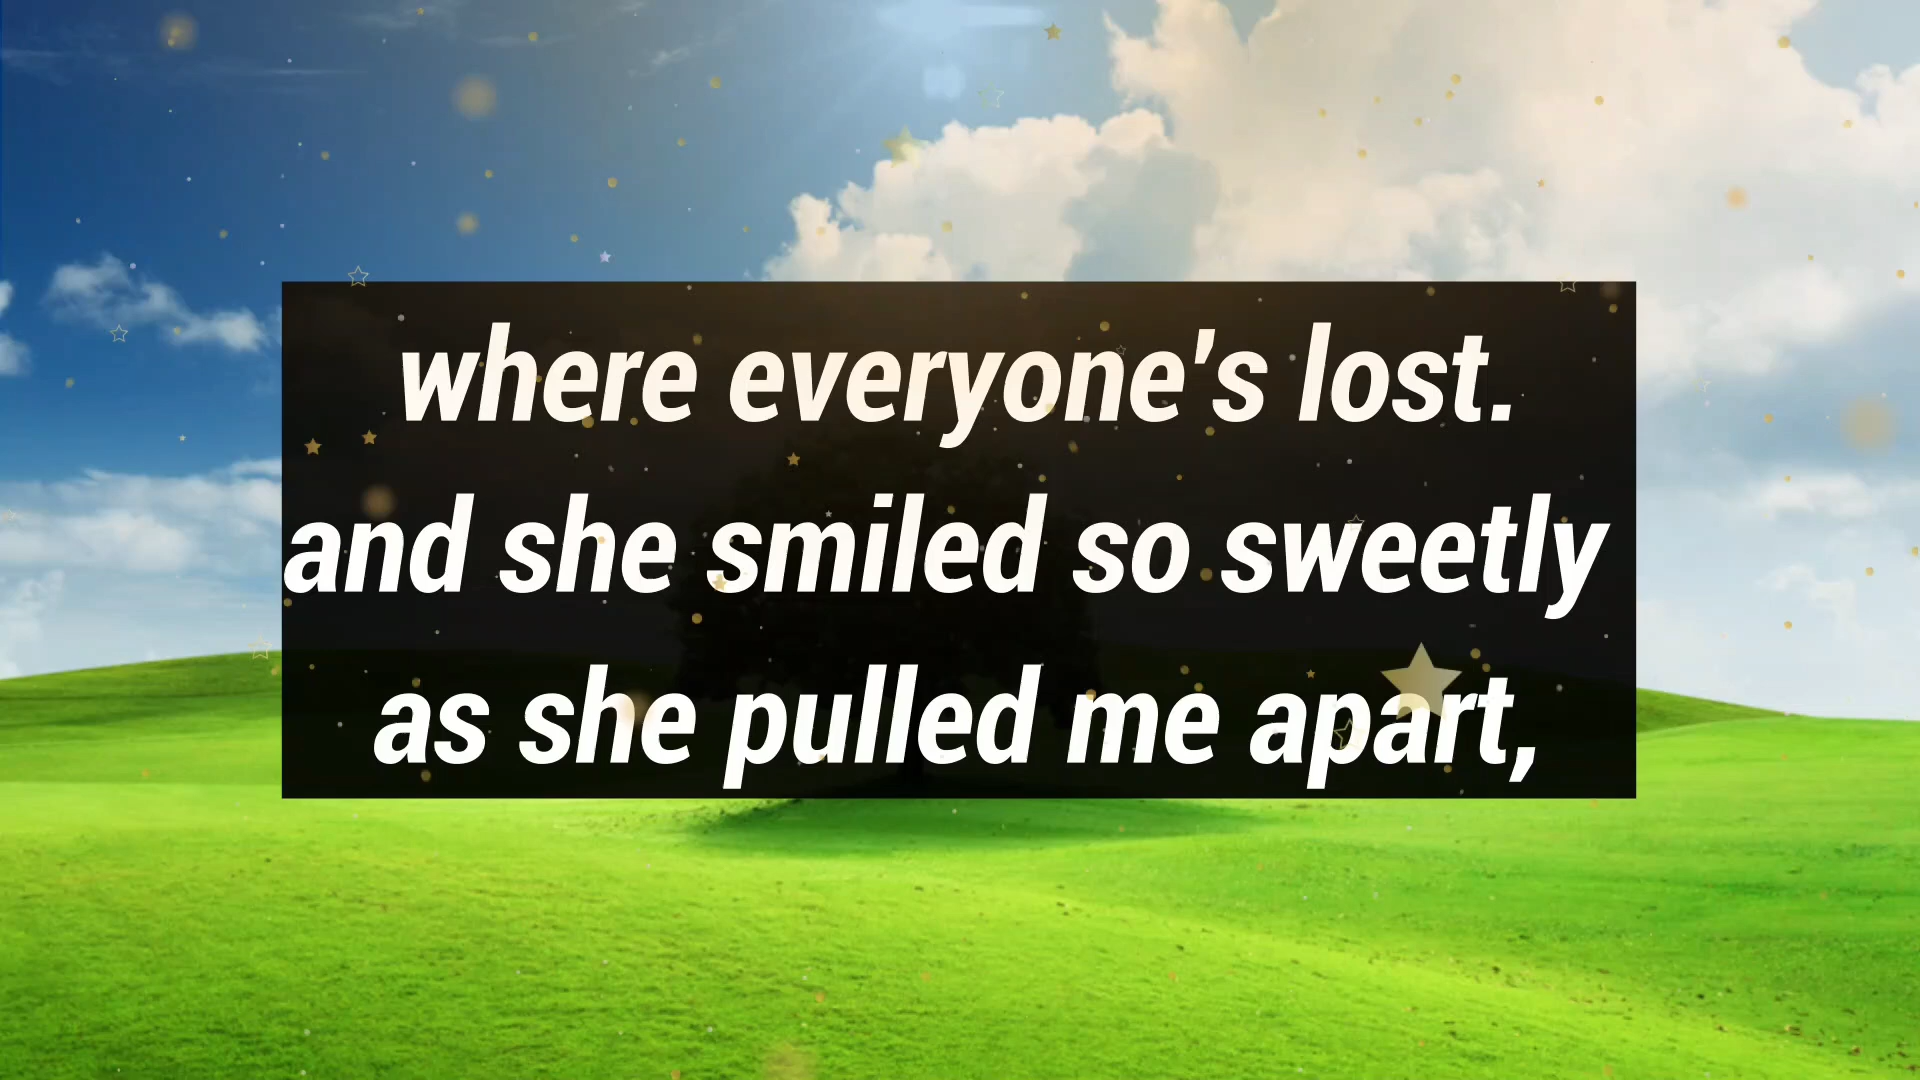 where everyone's lost.
and she smiled so sweetly
as she pulled me apart,